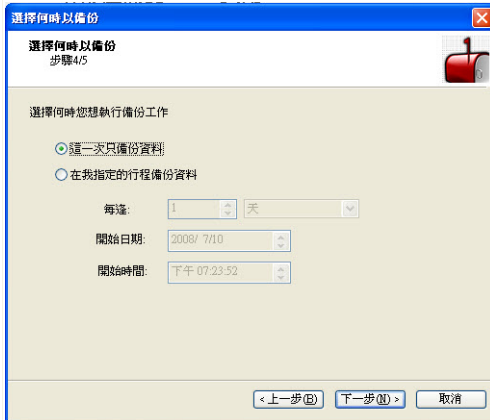 選擇何時以備份
選擇何時以備份
步驟4/5
選擇何時您想執行備份工作
這一次只備份資料
在我指定的行程備份資料
每逢: 1 天
開始日期: 2008/ 7/10
開始時間: 下午 07:23:52
<上一步(B) 下一步(N)> 取消